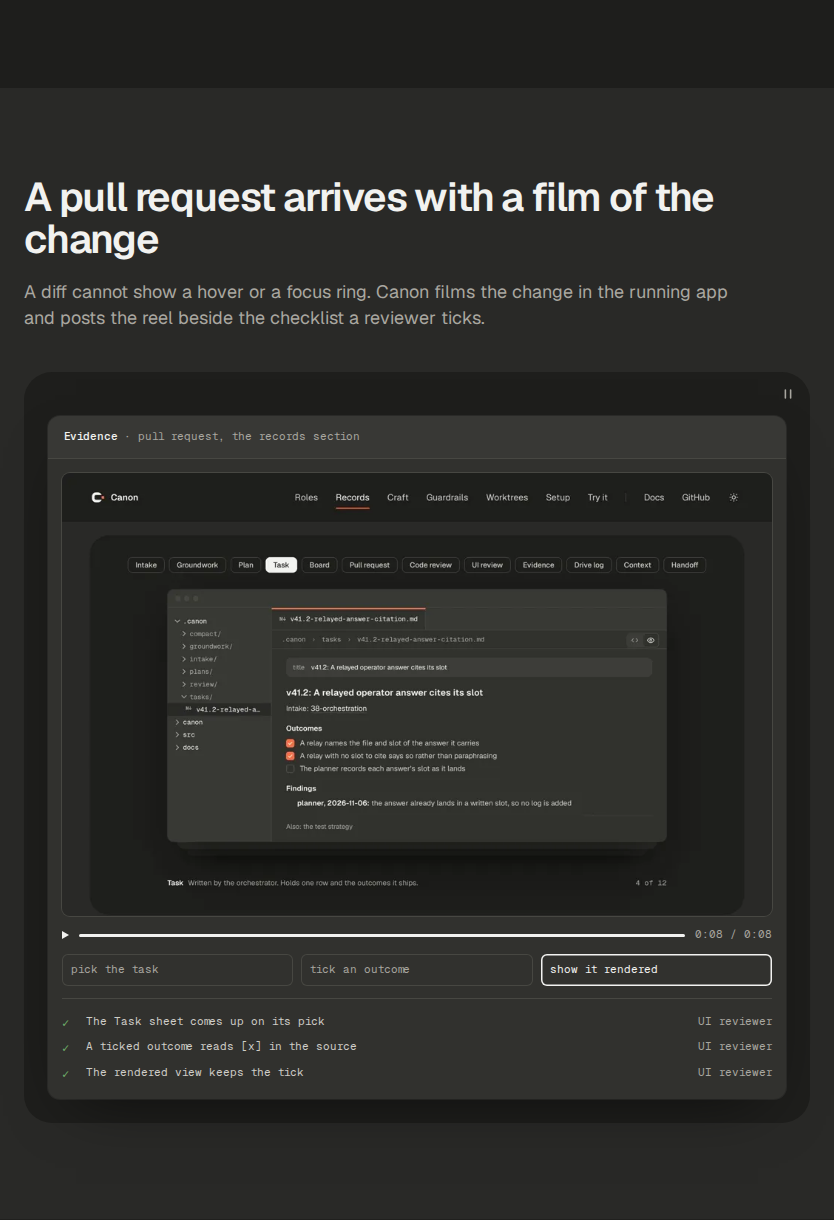 A pull request arrives with a film of the
change
A diff cannot show a hover or a focus ring. Canon films the change in the running app
and posts the reel beside the checklist a reviewer ticks.
Evidence · pull request, the records section
Canon Roles Records Craft Guardrails Worktrees Setup Try it Docs GitHub
Intake Groundwork Plan Task Board Pull request Code review UI review Evidence Drive log Context Handoff
.canon
compact/
groundwork/
intake/
plans/
review/
tasks/
v41.2-relayed-a…
canon
src
docs
v41.2-relayed-answer-citation.md
.canon › tasks › v41.2-relayed-answer-citation.md
title v41.2: A relayed operator answer cites its slot
v41.2: A relayed operator answer cites its slot
Intake: 38-orchestration
Outcomes
A relay names the file and slot of the answer it carries
A relay with no slot to cite says so rather than paraphrasing
The planner records each answer's slot as it lands
Findings
planner, 2026-11-06: the answer already lands in a written slot, so no log is added
Also: the test strategy
Task Written by the orchestrator. Holds one row and the outcomes it ships. 4 of 12
0:08 / 0:08
pick the task
tick an outcome
show it rendered
✓ The Task sheet comes up on its pick UI reviewer
✓ A ticked outcome reads [x] in the source UI reviewer
✓ The rendered view keeps the tick UI reviewer